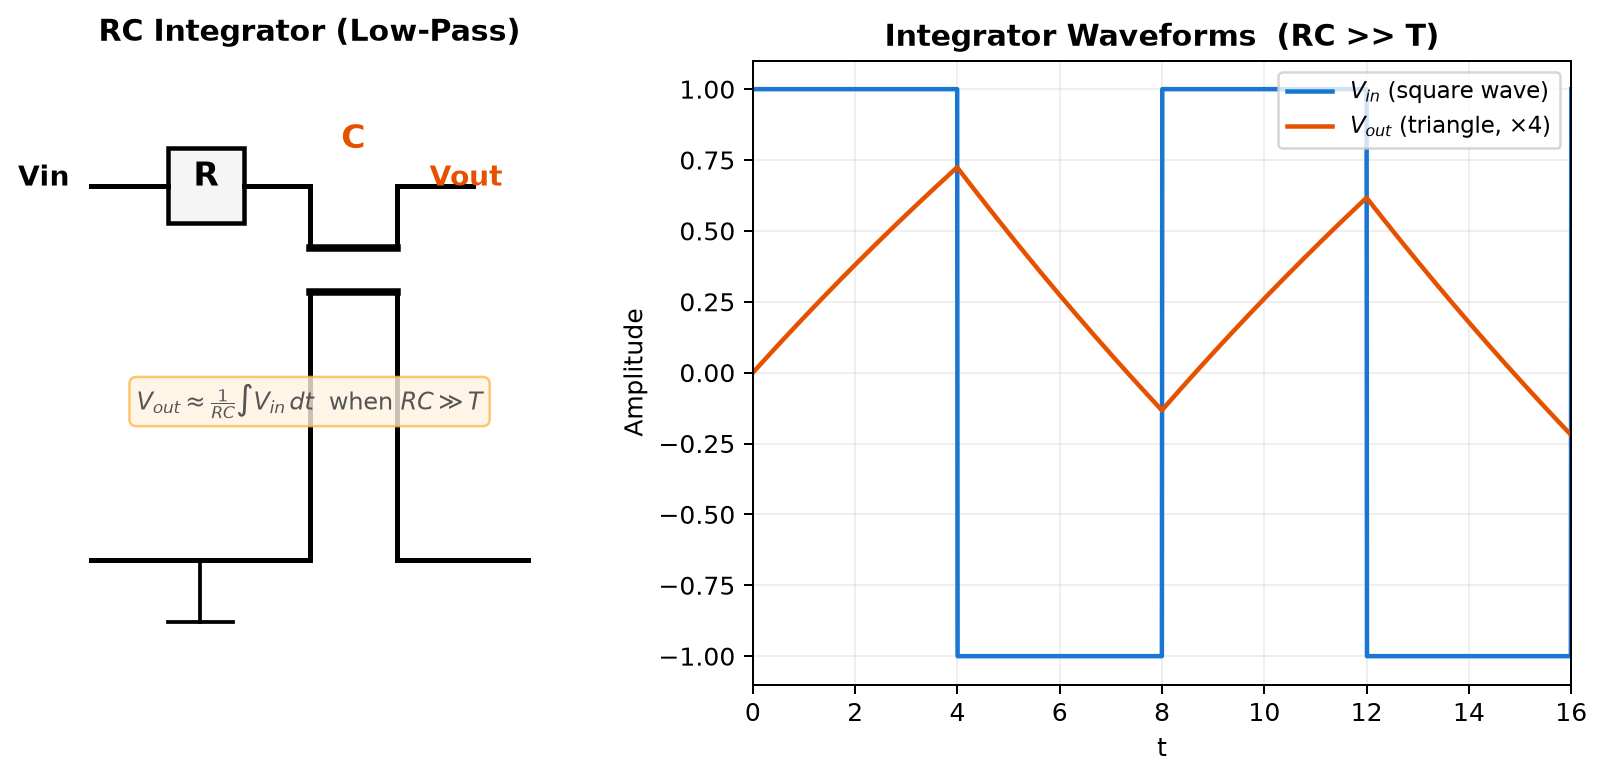 RC Integrator (Low-Pass)
C
Vin
R
Vout
V_out ≈ 1/RC ∫ V_in dt when RC ≫ T
Integrator Waveforms (RC >> T)
V_in (square wave)
V_out (triangle, ×4)
Amplitude
1.00
0.75
0.50
0.25
0.00
−0.25
−0.50
−0.75
−1.00
0 2 4 6 8 10 12 14 16
t